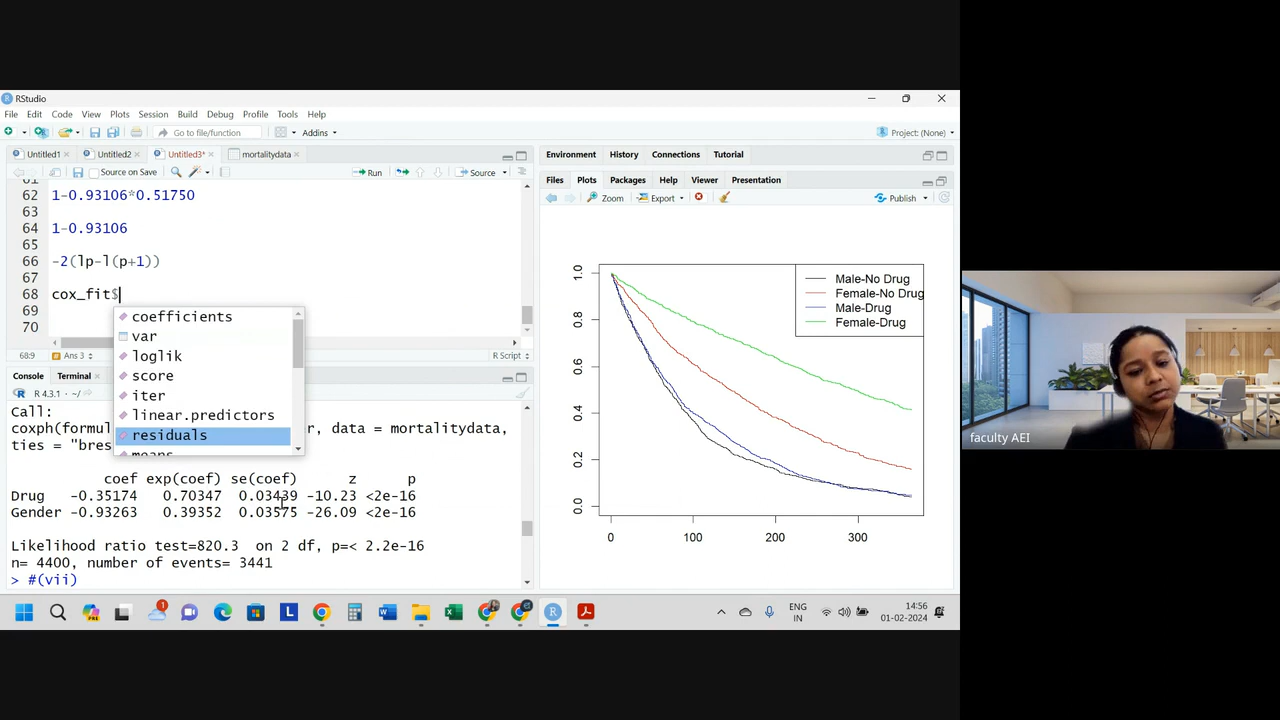 RStudio
File Edit Code View Plots Session Build Debug Profile Tools Help
Go to file/function Addins Project: (None)
Untitled1 Untitled2 Untitled3* mortalitydata
Source on Save Run Source
61
62 1-0.93106*0.51750
63
64 1-0.93106
65
66 -2(lp-l(p+1))
67
68 cox_fit$
69
70
coefficients
var
loglik
score
iter
linear.predictors
residuals
means
68:9 Ans 3 R Script
Console Terminal
R 4.3.1 · ~/
Call:
coxph(formul r, data = mortalitydata,
ties = "bres
coef exp(coef) se(coef) z p
Drug -0.35174 0.70347 0.03439 -10.23 <2e-16
Gender -0.93263 0.39352 0.03575 -26.09 <2e-16
Likelihood ratio test=820.3 on 2 df, p=< 2.2e-16
n= 4400, number of events= 3441
> #(vii)
Environment History Connections Tutorial
Files Plots Packages Help Viewer Presentation
Zoom Export Publish
Male-No Drug
Female-No Drug
Male-Drug
Female-Drug
1.0
0.8
0.6
0.4
0.2
0.0
0 100 200 300
faculty AEI
1
PRE
L
ENG
IN
14:56
01-02-2024